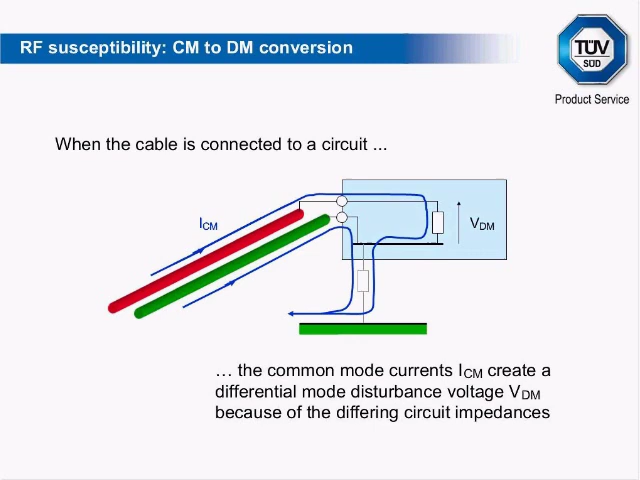 RF susceptibility: CM to DM conversion
TÜV
SÜD
Product Service
When the cable is connected to a circuit ...
ICM
VDM
… the common mode currents ICM create a
differential mode disturbance voltage VDM
because of the differing circuit impedances